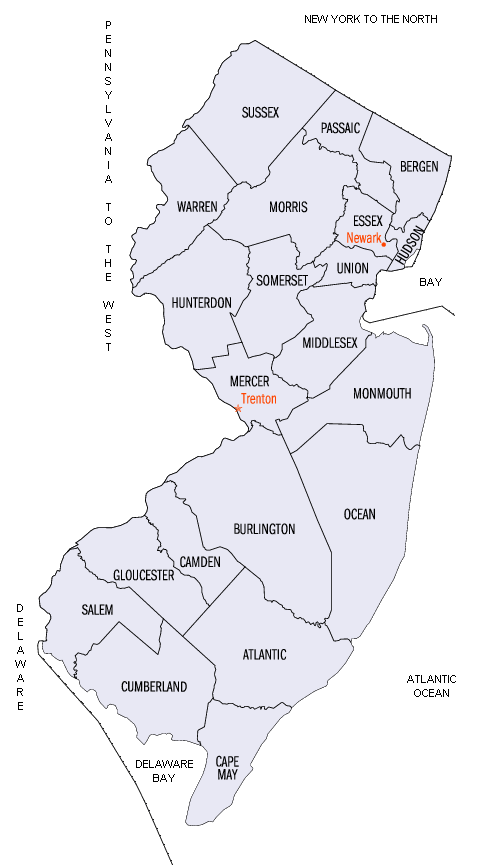 NEW YORK TO THE NORTH
PENNSYLVANIA TO THE WEST
SUSSEX
PASSAIC
BERGEN
WARREN
MORRIS
ESSEX
Newark
HUDSON
UNION
BAY
SOMERSET
HUNTERDON
MIDDLESEX
MERCER
Trenton
MONMOUTH
OCEAN
BURLINGTON
CAMDEN
GLOUCESTER
SALEM
DELAWARE
ATLANTIC
CUMBERLAND
ATLANTIC
OCEAN
CAPE
MAY
DELAWARE
BAY